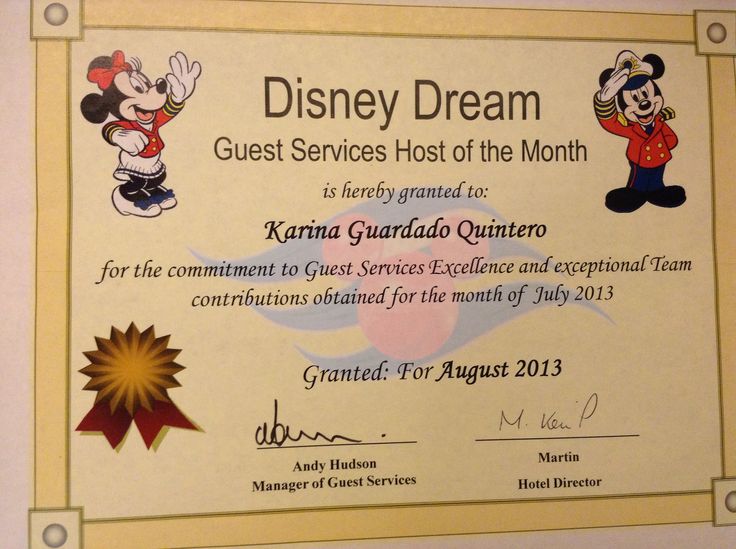 Disney Dream
Guest Services Host of the Month
is hereby granted to:
Karina Guardado Quintero
for the commitment to Guest Services Excellence and exceptional Team
contributions obtained for the month of July 2013
Granted: For August 2013
Andy Hudson
Manager of Guest Services
Martin
Hotel Director